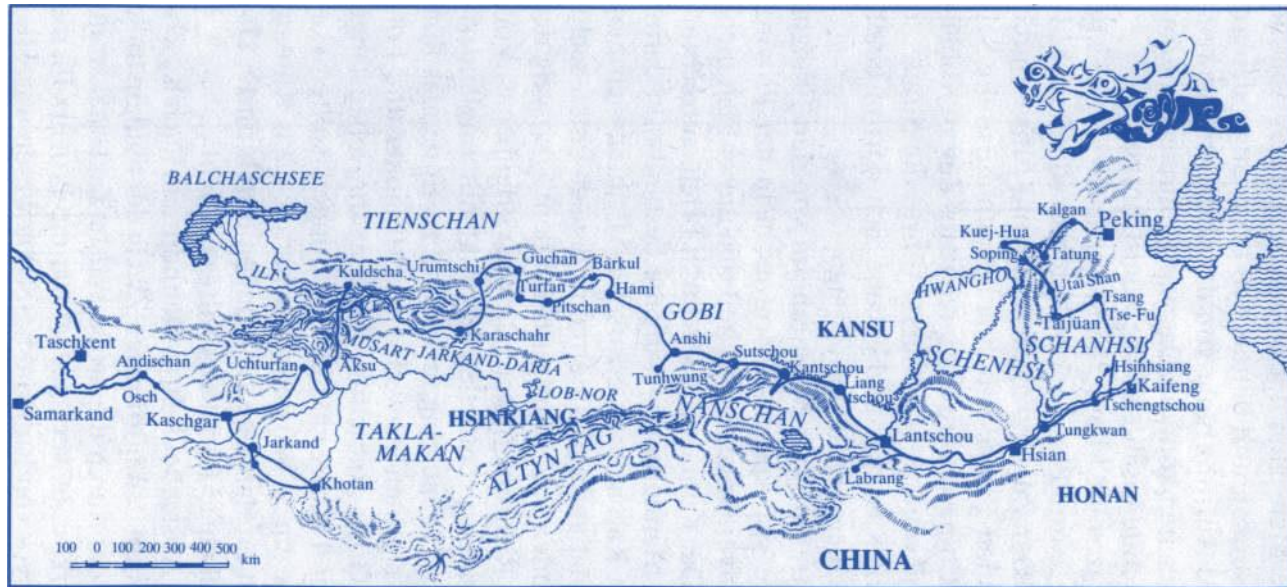 BALCHASCHSEE
TIENSCHAN
ILI
Kuldscha
Urumtschi
Guchan
Turfan
Pitschan
Barkul
Hami
GOBI
KANSU
HWANGHO
Kuej-Hua
Soping
Kalgan
Peking
Tatung
Utai Shan
Tsang
Tse-Fu
Taijüan
SCHANHSI
SCHENHSI
Taschkent
Andischan
Samarkand
Osch
Uchturfan
Aksu
MUSART
JARKAND-DARJA
Karaschahr
Anshi
Tunhwung
Sutschou
Kantschou
Liang
tschou
Hsinhsiang
Kaifeng
Tschengtschou
Kaschgar
LOB-NOR
HSINKIANG
NANSCHAN
Jarkand
TAKLA-
MAKAN
ALTYN TAG
Khotan
Lantschou
Labrang
Tungkwan
Hsian
HONAN
CHINA
100 0 100 200 300 400 500
km